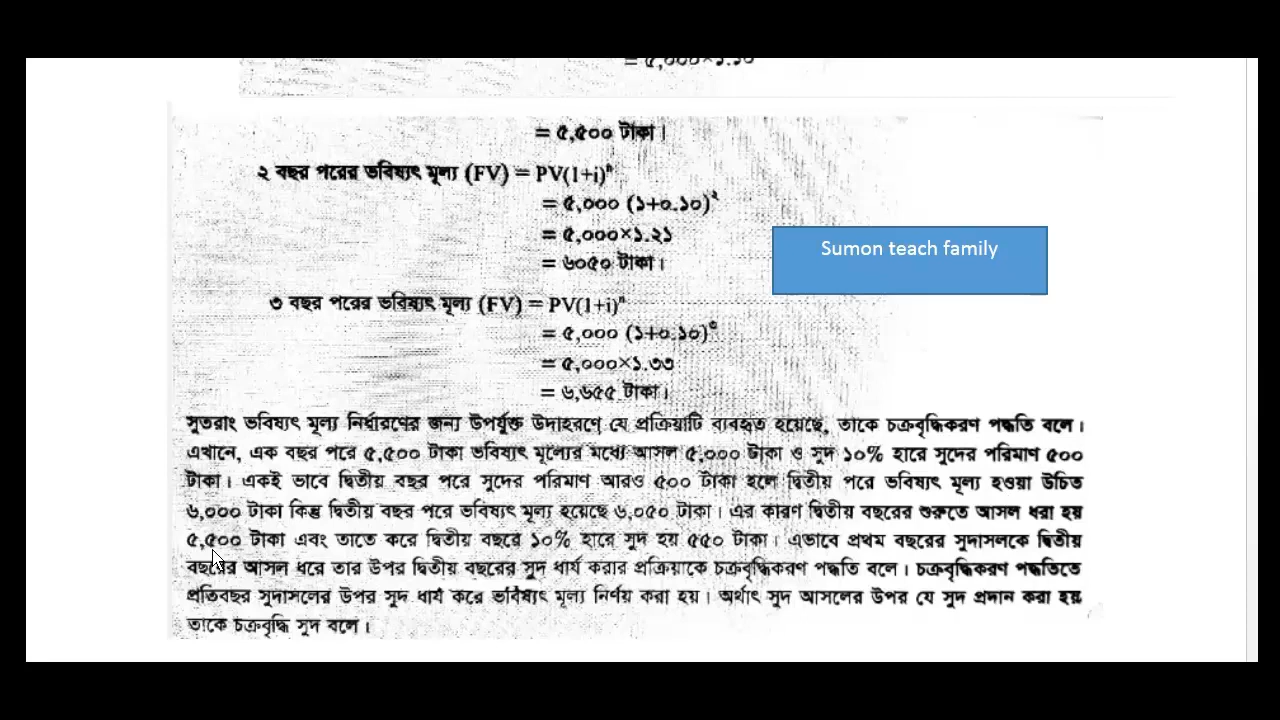 = ৫,০০০×১.১০
= ৫,৫০০ টাকা।
২ বছর পরের ভবিষ্যৎ মূল্য (FV) = PV(1+i)ⁿ
= ৫,০০০ (১+০.১০)^২
= ৫,০০০×১.২১
= ৬০৫০ টাকা।
Sumon teach family
৩ বছর পরের ভবিষ্যৎ মূল্য (FV) = PV(1+i)ⁿ
= ৫,০০০ (১+০.১০)^৩
= ৫,০০০×১.৩৩
= ৬,৬৫৫ টাকা।
সুতরাং ভবিষ্যৎ মূল্য নির্ধারণের জন্য উপর্যুক্ত উদাহরণে যে প্রক্রিয়াটি ব্যবহৃত হয়েছে, তাকে চক্রবৃদ্ধিকরণ পদ্ধতি বলে।
এখানে, এক বছর পরে ৫,৫০০ টাকা ভবিষ্যৎ মূল্যের মধ্যে আসল ৫,০০০ টাকা ও সুদ ১০% হারে সুদের পরিমাণ ৫০০
টাকা। একই ভাবে দ্বিতীয় বছর পরে সুদের পরিমাণ আরও ৫০০ টাকা হলে দ্বিতীয় পরে ভবিষ্যৎ মূল্য হওয়া উচিত
৬,০০০ টাকা কিন্তু দ্বিতীয় বছর পরে ভবিষ্যৎ মূল্য হয়েছে ৬,০৫০ টাকা। এর কারণ দ্বিতীয় বছরের শুরুতে আসল ধরা হয়
৫,৫০০ টাকা এবং তাতে করে দ্বিতীয় বছরে ১০% হারে সুদ হয় ৫৫০ টাকা। এভাবে প্রথম বছরের সুদাসলকে দ্বিতীয়
বছরের আসল ধরে তার উপর দ্বিতীয় বছরের সুদ ধার্য করার প্রক্রিয়াকে চক্রবৃদ্ধিকরণ পদ্ধতি বলে। চক্রবৃদ্ধিকরণ পদ্ধতিতে
প্রতিবছর সুদাসলের উপর সুদ ধার্য করে ভবিষ্যৎ মূল্য নির্ণয় করা হয়। অর্থাৎ সুদ আসলের উপর যে সুদ প্রদান করা হয়
তাকে চক্রবৃদ্ধি সুদ বলে।